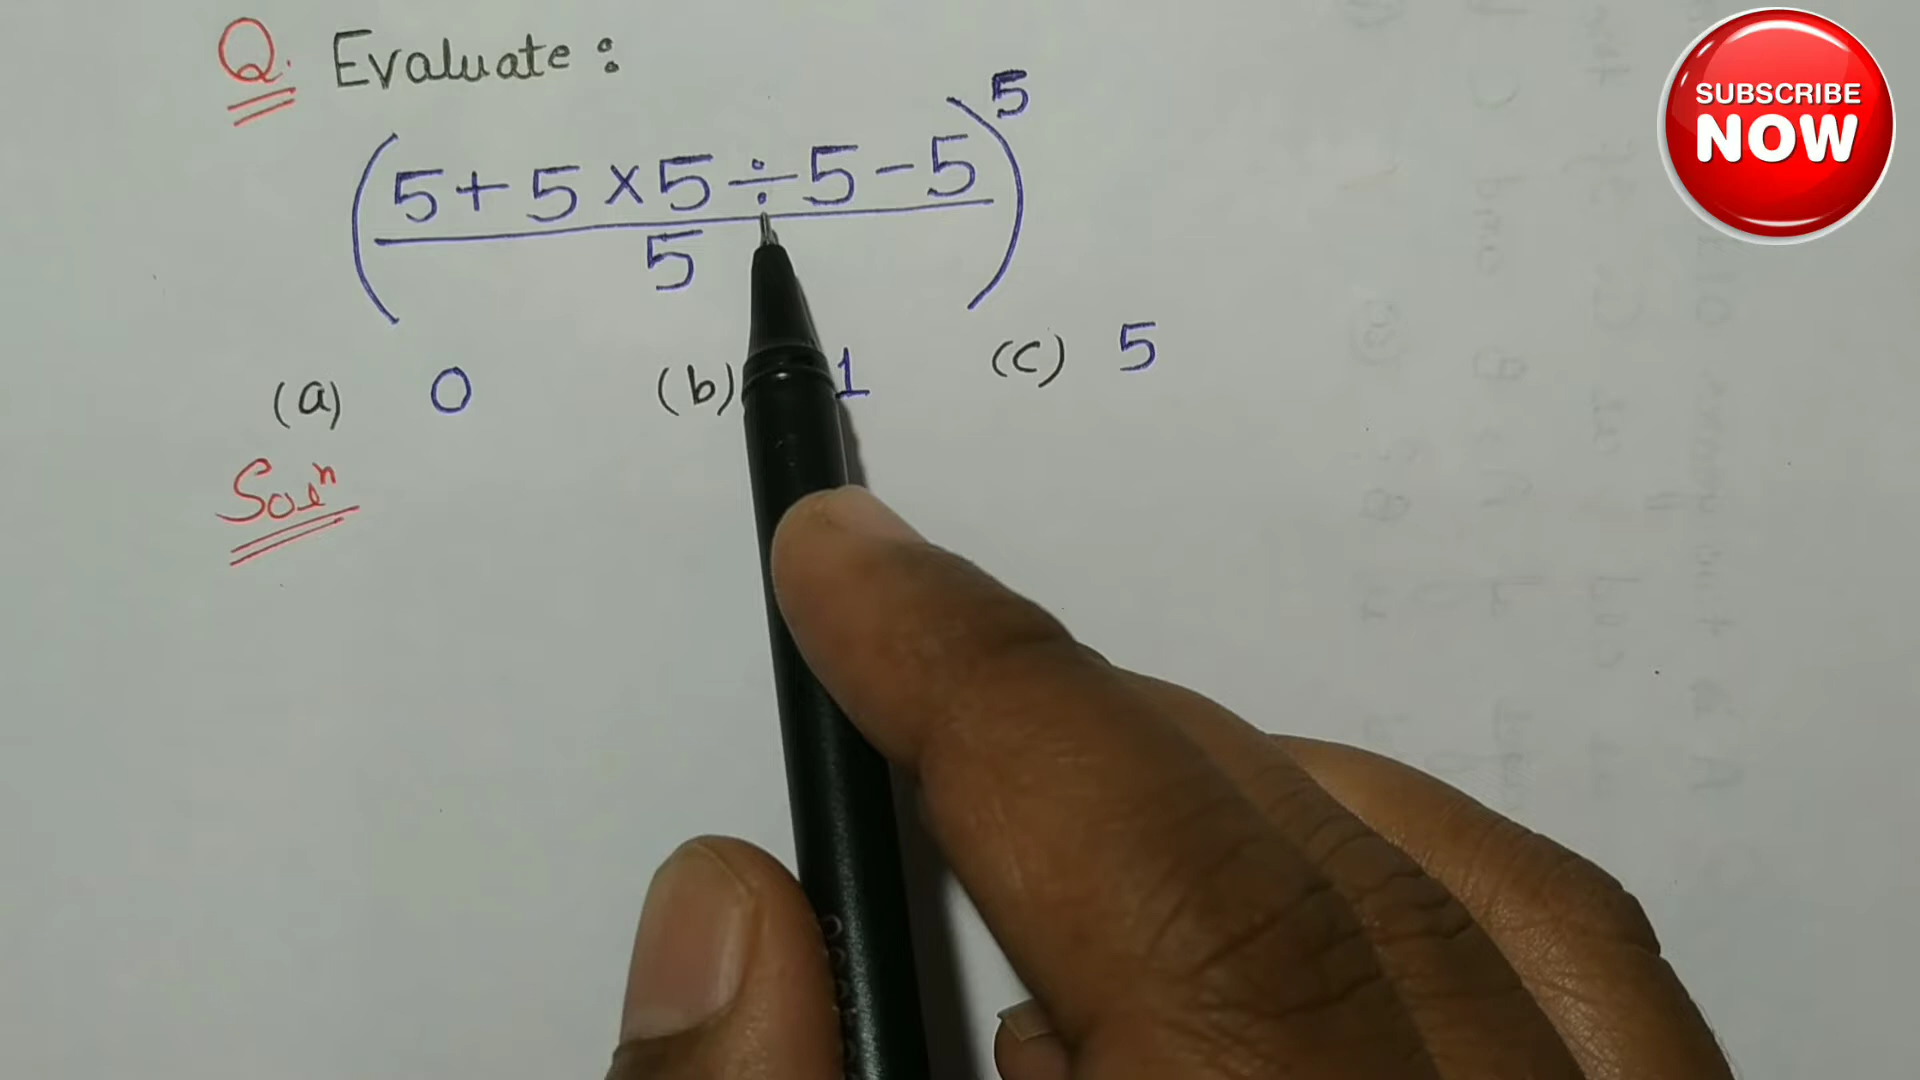 Q. Evaluate :
(5 + 5 × 5 ÷ 5 - 5 / 5)^5
(a) 0 (b) 1 (c) 5
Solⁿ
SUBSCRIBE
NOW